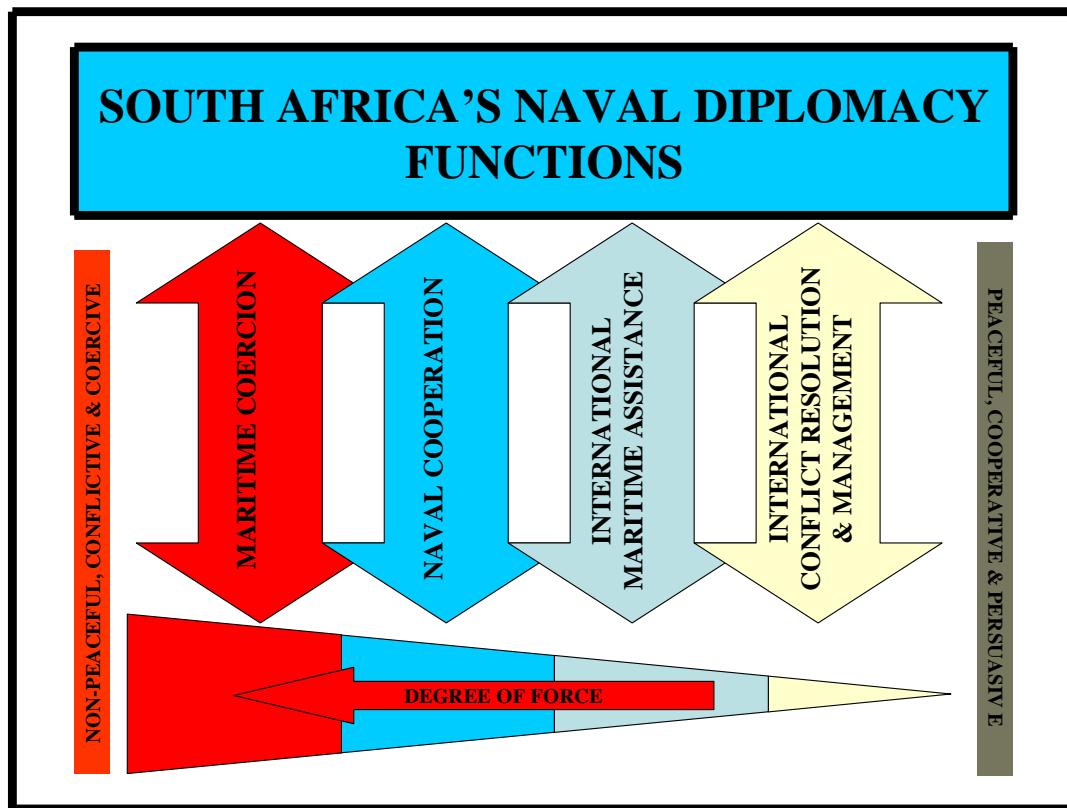 SOUTH AFRICA'S NAVAL DIPLOMACY
FUNCTIONS
NON-PEACEFUL, CONFLICTIVE & COERCIVE
MARITIME COERCION
NAVAL COOPERATION
INTERNATIONAL
MARITIME ASSISTANCE
INTERNATIONAL
CONFLICT RESOLUTION
& MANAGEMENT
PEACEFUL, COOPERATIVE & PERSUASIV E
DEGREE OF FORCE